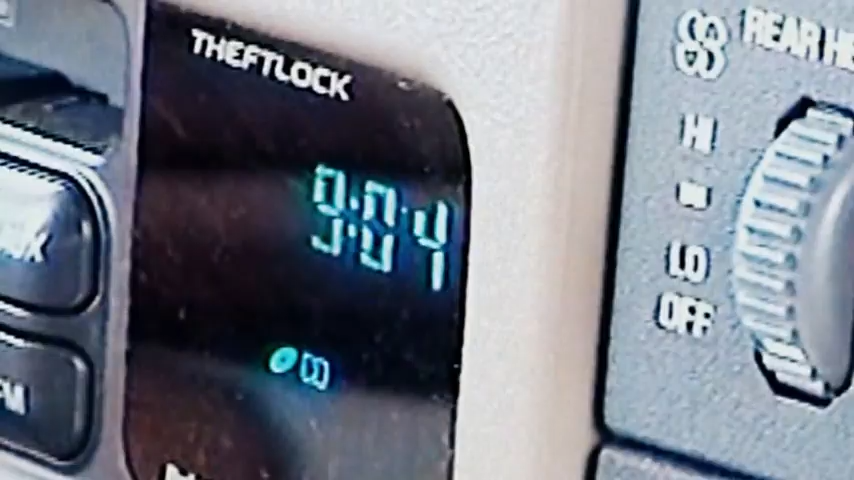 THEFTLOCK
9:04
REAR HE
HI
LO
OFF